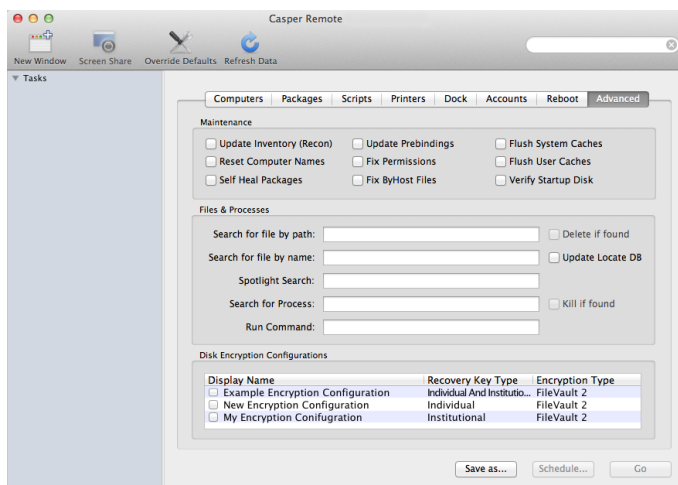 Casper Remote
New Window Screen Share Override Defaults Refresh Data
Tasks
Computers Packages Scripts Printers Dock Accounts Reboot Advanced
Maintenance
Update Inventory (Recon) Update Prebindings Flush System Caches
Reset Computer Names Fix Permissions Flush User Caches
Self Heal Packages Fix ByHost Files Verify Startup Disk
Files & Processes
Search for file by path: Delete if found
Search for file by name: Update Locate DB
Spotlight Search:
Search for Process: Kill if found
Run Command:
Disk Encryption Configurations
Display Name Recovery Key Type Encryption Type
Example Encryption Configuration Individual And Institutio... FileVault 2
New Encryption Configuration Individual FileVault 2
My Encryption Conifugration Institutional FileVault 2
Save as... Schedule... Go